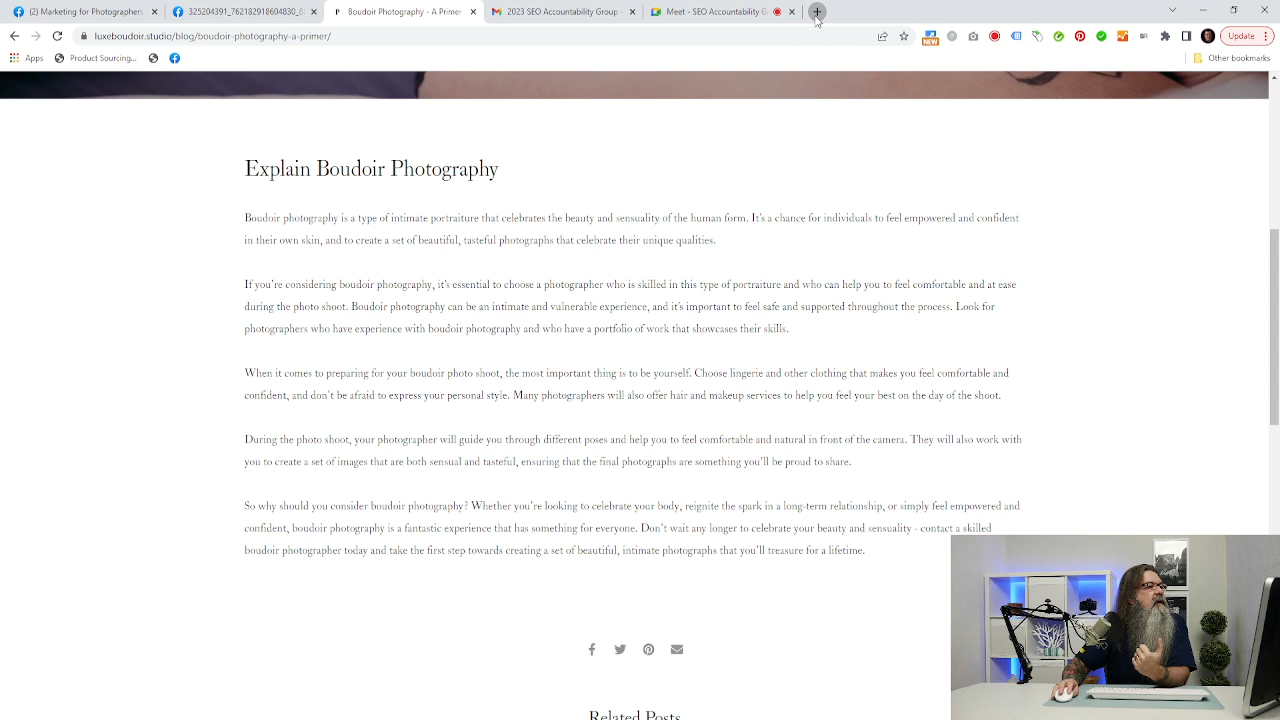 (2) Marketing for Photographers
325204391_762182918604830_8
Boudoir Photography - A Primer
2023 SEO Accountability Group -
Meet - SEO Accountability G
luxeboudoir.studio/blog/boudoir-photography-a-primer/
NEW
Update
Apps
Product Sourcing...
Other bookmarks
Explain Boudoir Photography
Boudoir photography is a type of intimate portraiture that celebrates the beauty and sensuality of the human form. It's a chance for individuals to feel empowered and confident
in their own skin, and to create a set of beautiful, tasteful photographs that celebrate their unique qualities.
If you're considering boudoir photography, it's essential to choose a photographer who is skilled in this type of portraiture and who can help you to feel comfortable and at ease
during the photo shoot. Boudoir photography can be an intimate and vulnerable experience, and it's important to feel safe and supported throughout the process. Look for
photographers who have experience with boudoir photography and who have a portfolio of work that showcases their skills.
When it comes to preparing for your boudoir photo shoot, the most important thing is to be yourself. Choose lingerie and other clothing that makes you feel comfortable and
confident, and don't be afraid to express your personal style. Many photographers will also offer hair and makeup services to help you feel your best on the day of the shoot.
During the photo shoot, your photographer will guide you through different poses and help you to feel comfortable and natural in front of the camera. They will also work with
you to create a set of images that are both sensual and tasteful, ensuring that the final photographs are something you'll be proud to share.
So why should you consider boudoir photography? Whether you're looking to celebrate your body, reignite the spark in a long-term relationship, or simply feel empowered and
confident, boudoir photography is a fantastic experience that has something for everyone. Don't wait any longer to celebrate your beauty and sensuality - contact a skilled
boudoir photographer today and take the first step towards creating a set of beautiful, intimate photographs that you'll treasure for a lifetime.
Related Posts